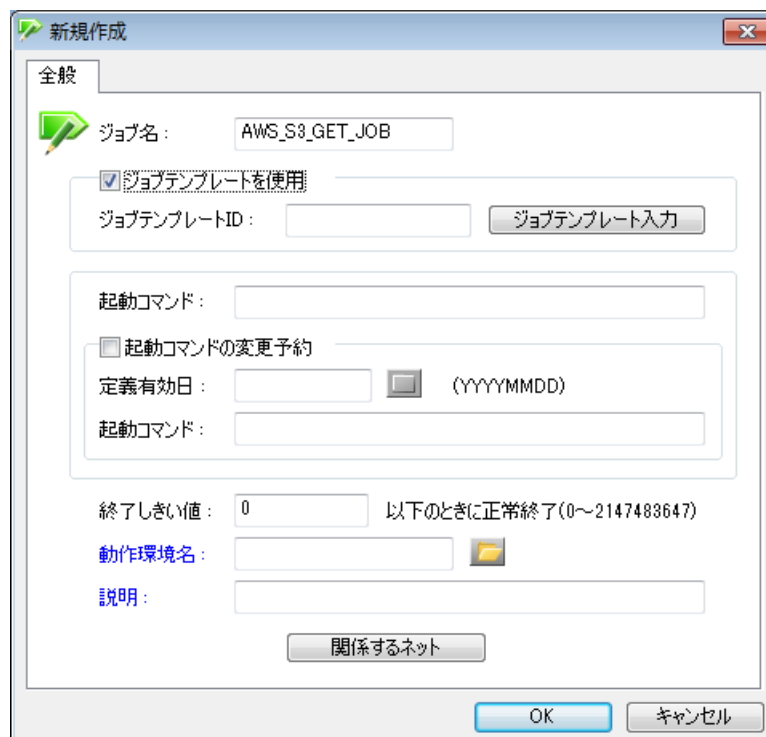 新規作成
全般
ジョブ名： AWS_S3_GET_JOB
ジョブテンプレートを使用
ジョブテンプレートID： ジョブテンプレート入力
起動コマンド：
起動コマンドの変更予約
定義有効日： (YYYYMMDD)
起動コマンド：
終了しきい値： 0 以下のときに正常終了(0～2147483647)
動作環境名：
説明：
関係するネット
OK キャンセル